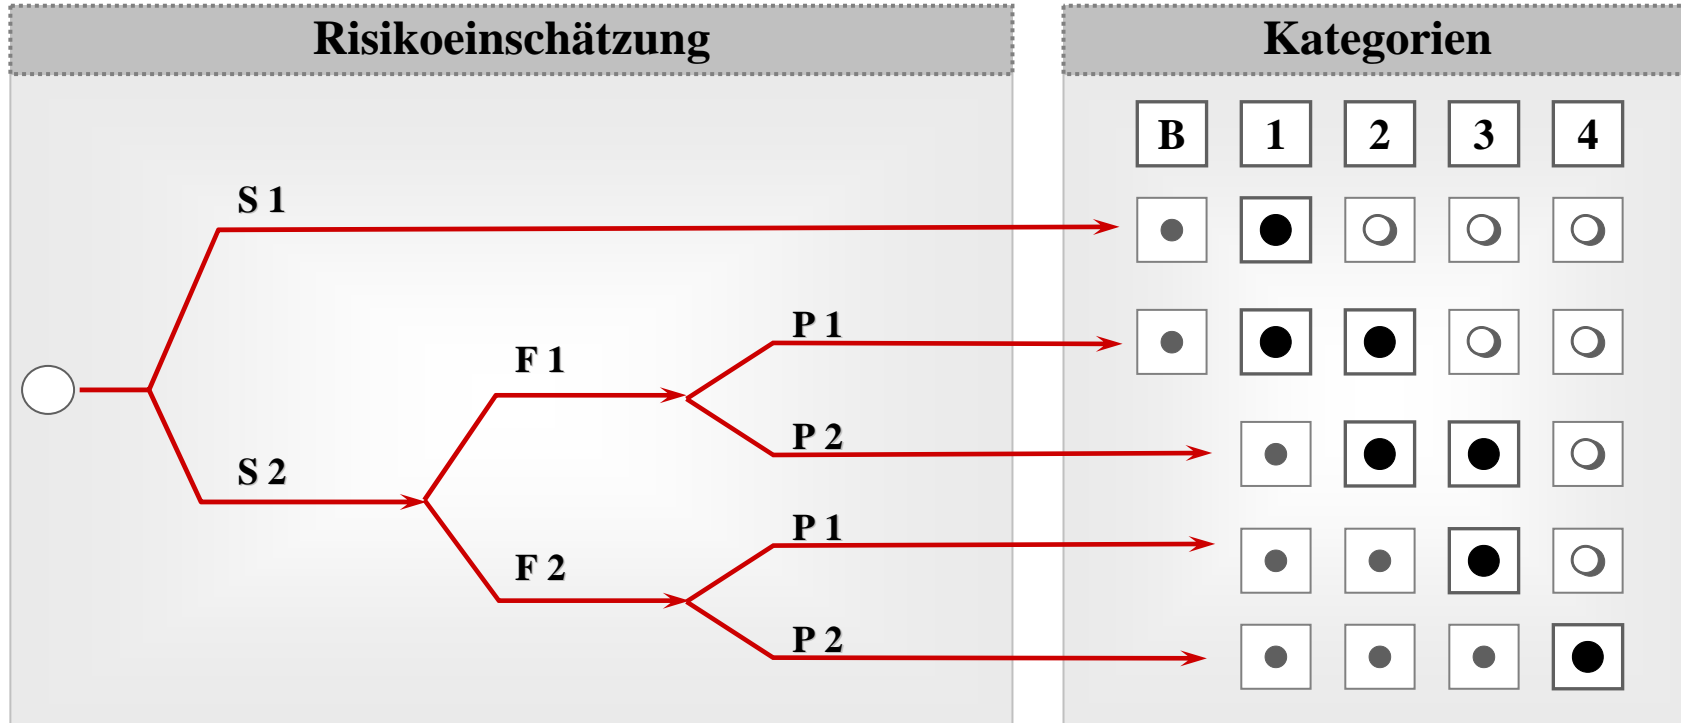 Risikoeinschätzung
Kategorien
B 1 2 3 4
S 1
P 1
F 1
P 2
S 2
P 1
F 2
P 2